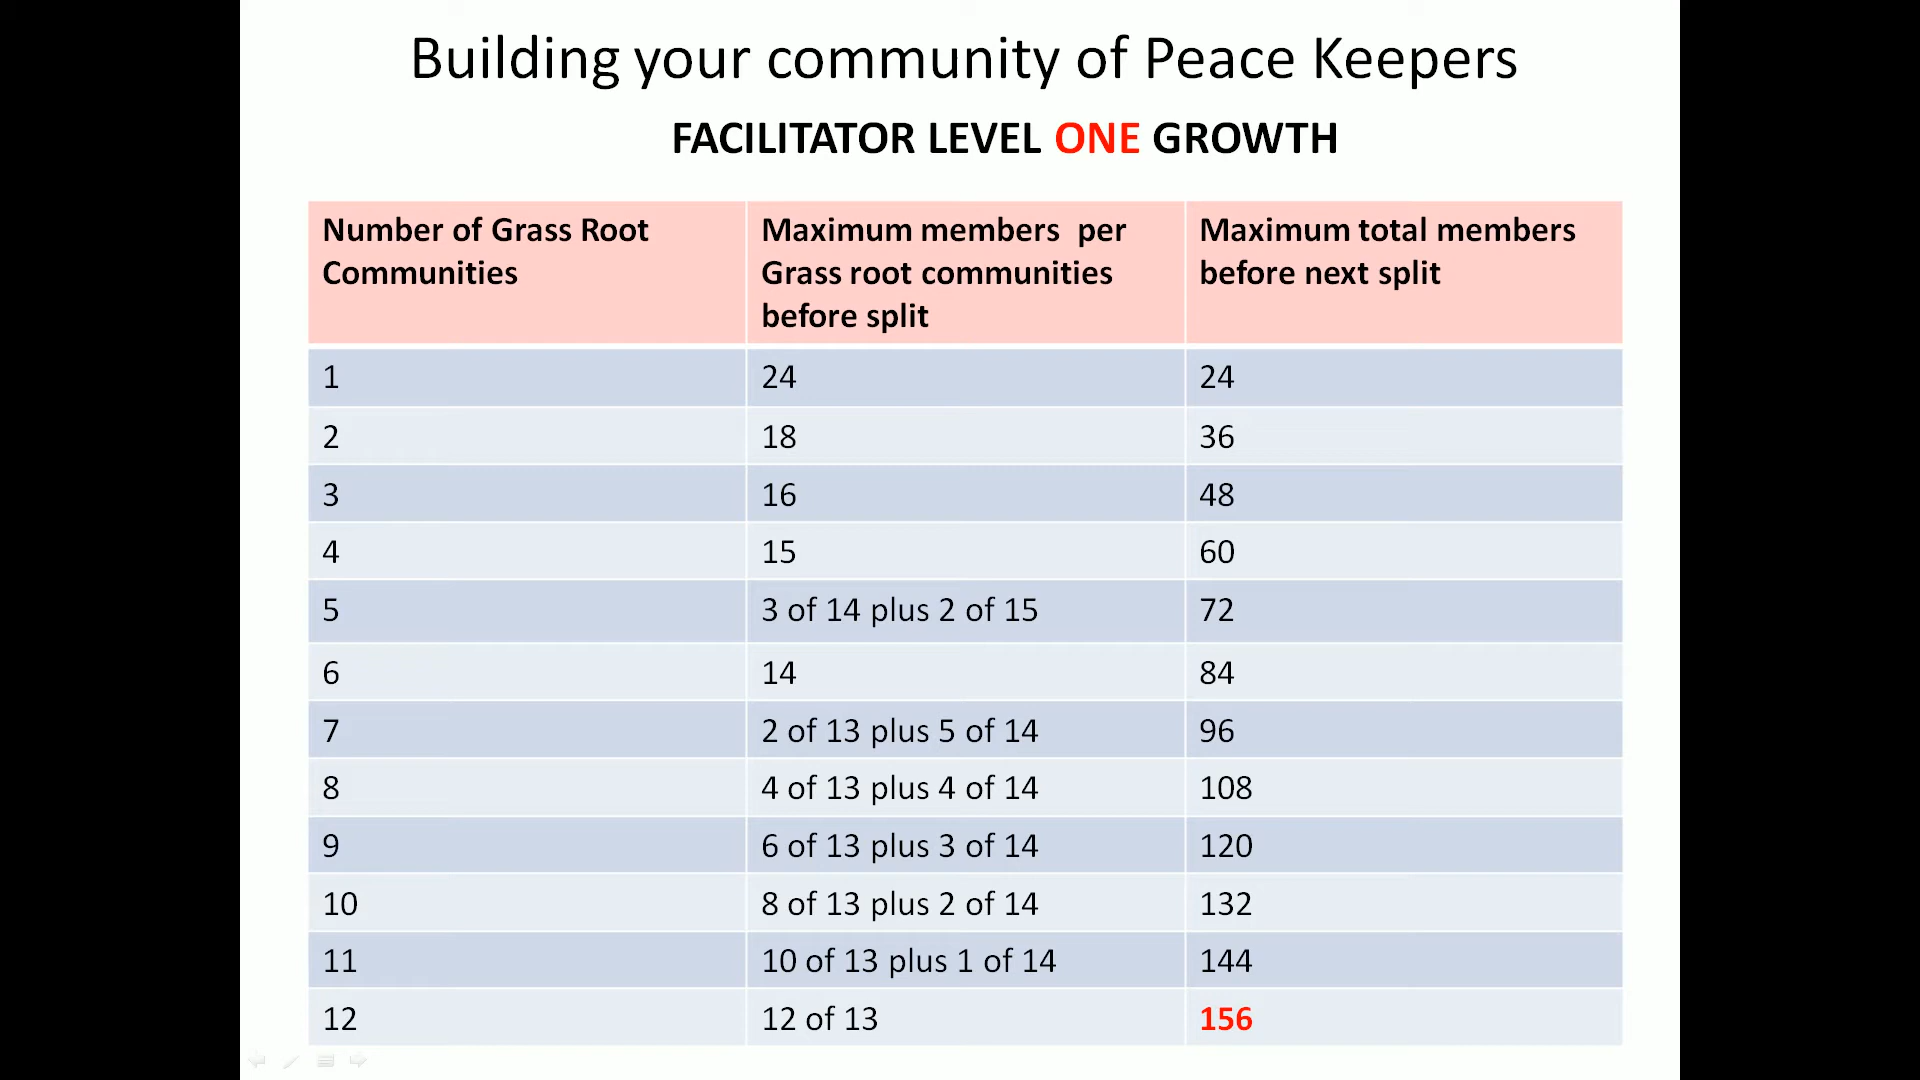 Building your community of Peace Keepers
FACILITATOR LEVEL ONE GROWTH
Number of Grass Root Communities | Maximum members  per Grass root communities before split | Maximum total members before next split
1 | 24 | 24
2 | 18 | 36
3 | 16 | 48
4 | 15 | 60
5 | 3 of 14 plus 2 of 15 | 72
6 | 14 | 84
7 | 2 of 13 plus 5 of 14 | 96
8 | 4 of 13 plus 4 of 14 | 108
9 | 6 of 13 plus 3 of 14 | 120
10 | 8 of 13 plus 2 of 14 | 132
11 | 10 of 13 plus 1 of 14 | 144
12 | 12 of 13 | 156